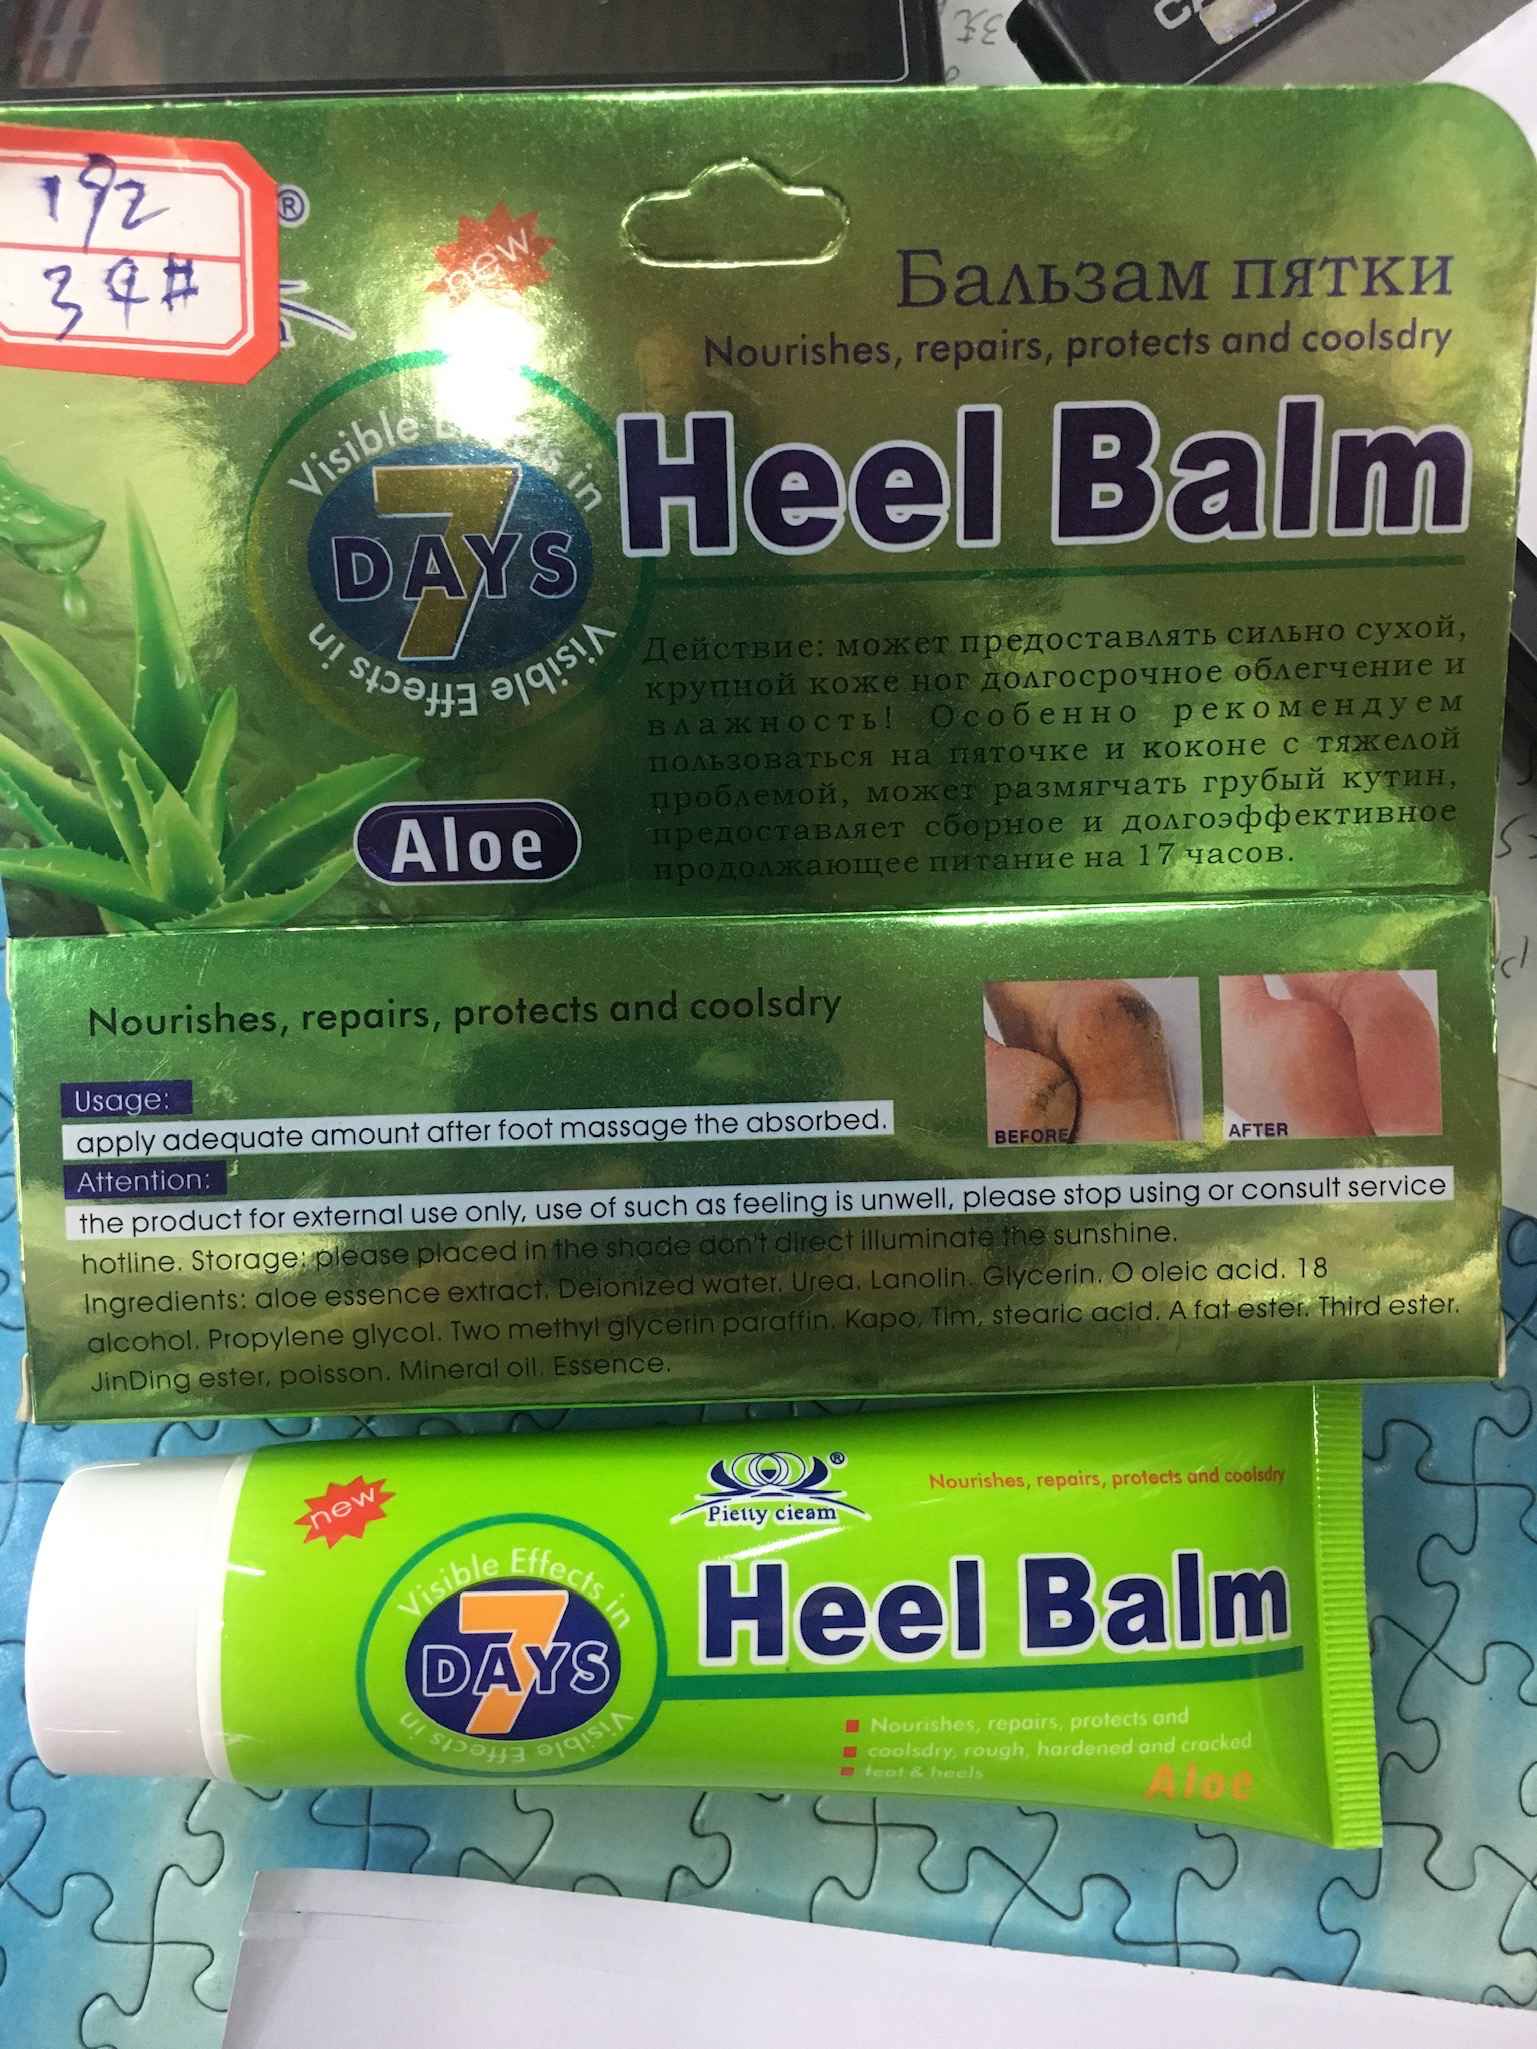 192
34#
®
new
Бальзам пятки
Nourishes, repairs, protects and coolsdry
Heel Balm
Visible Effects in
7
DAYS
Visible Effects in
Действие: может предоставлять сильно сухой,
крупной коже ног долгосрочное облегчение и
влажность! Особенно рекомендуем
пользоваться на пяточке и коконе с тяжелой
проблемой, может размягчать грубый кутин,
предоставляет сборное и долгоэффективное
продолжающее питание на 17 часов.
Aloe
Nourishes, repairs, protects and coolsdry
Usage:
apply adequate amount after foot massage the absorbed.
BEFORE
AFTER
Attention:
the product for external use only, use of such as feeling is unwell, please stop using or consult service
hotline. Storage: please placed in the shade don't direct illuminate the sunshine.
Ingredients: aloe essence extract. Deionized water. Urea. Lanolin. Glycerin. O oleic acid. 18
alcohol. Propylene glycol. Two methyl glycerin paraffin. Kapo, Tim, stearic acid. A fat ester. Third ester.
JinDing ester, poisson. Mineral oil. Essence.
new
®
Pietty cieam
Nourishes, repairs, protects and coolsdry
Visible Effects in
7
DAYS
Visible Effects in
Heel Balm
Nourishes, repairs, protects and
coolsdry, rough, hardened and cracked
feat & heels
Aloe